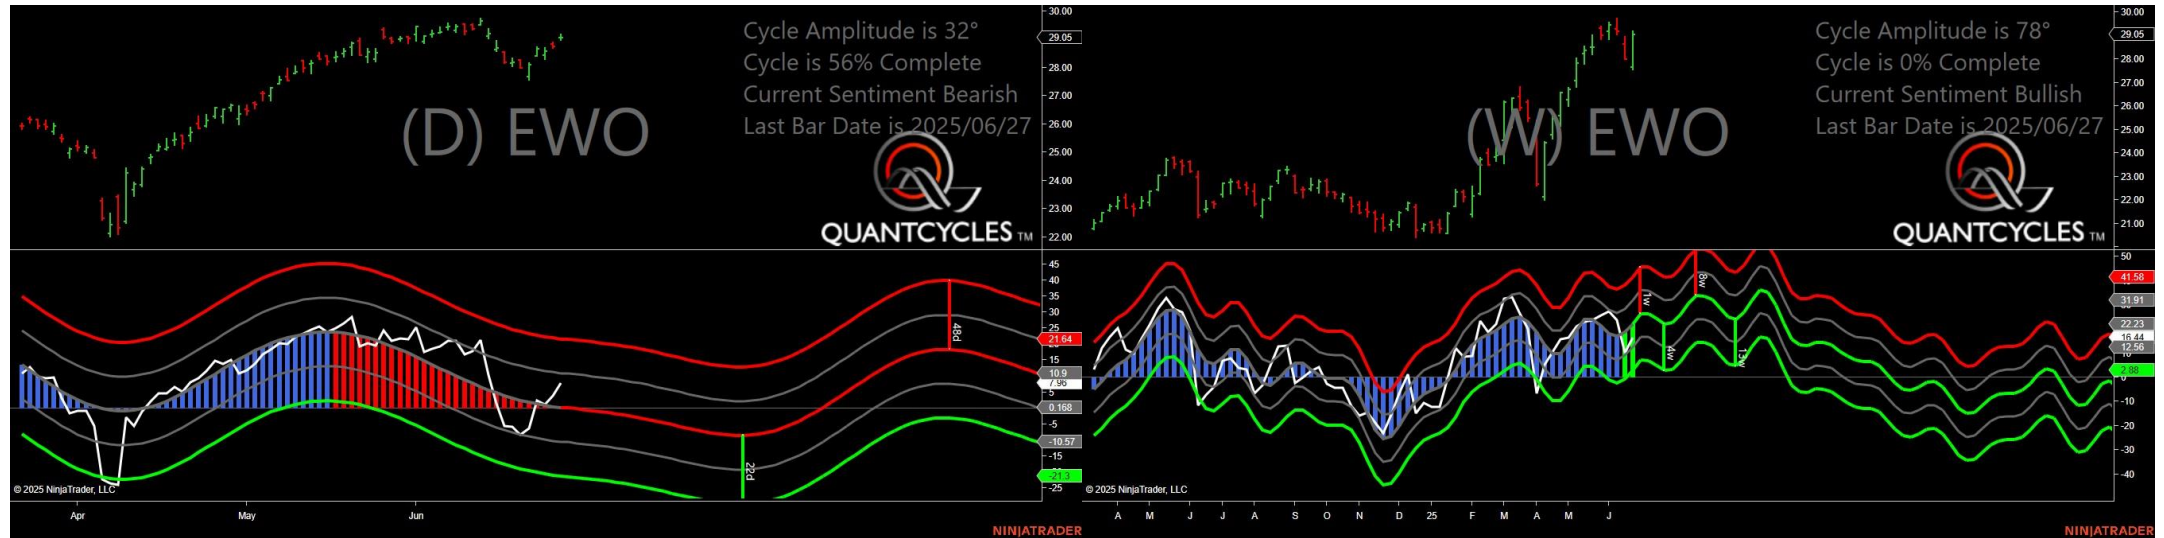 Cycle Amplitude is 32°
Cycle is 56% Complete
Current Sentiment Bearish
Last Bar Date is 2025/06/27
(D) EWO
QUANTCYCLES TM
30.00
29.05
28.00
27.00
26.00
25.00
24.00
23.00
22.00
45
40
35
30
25
21.64
15
10.9
7.96
5
0.168
-5
-10.57
-15
-21.3
-25
48d
22d
© 2025 NinjaTrader, LLC
Apr
May
Jun
NINJATRADER
Cycle Amplitude is 78°
Cycle is 0% Complete
Current Sentiment Bullish
Last Bar Date is 2025/06/27
(W) EWO
QUANTCYCLES TM
30.00
29.05
28.00
27.00
26.00
25.00
24.00
23.00
22.00
21.00
50
41.58
31.91
22.23
16.44
12.56
2.88
-10
-20
-30
-40
1w
4w
8w
13w
© 2025 NinjaTrader, LLC
A M J J A S O N D 25 F M A M J
NINJATRADER